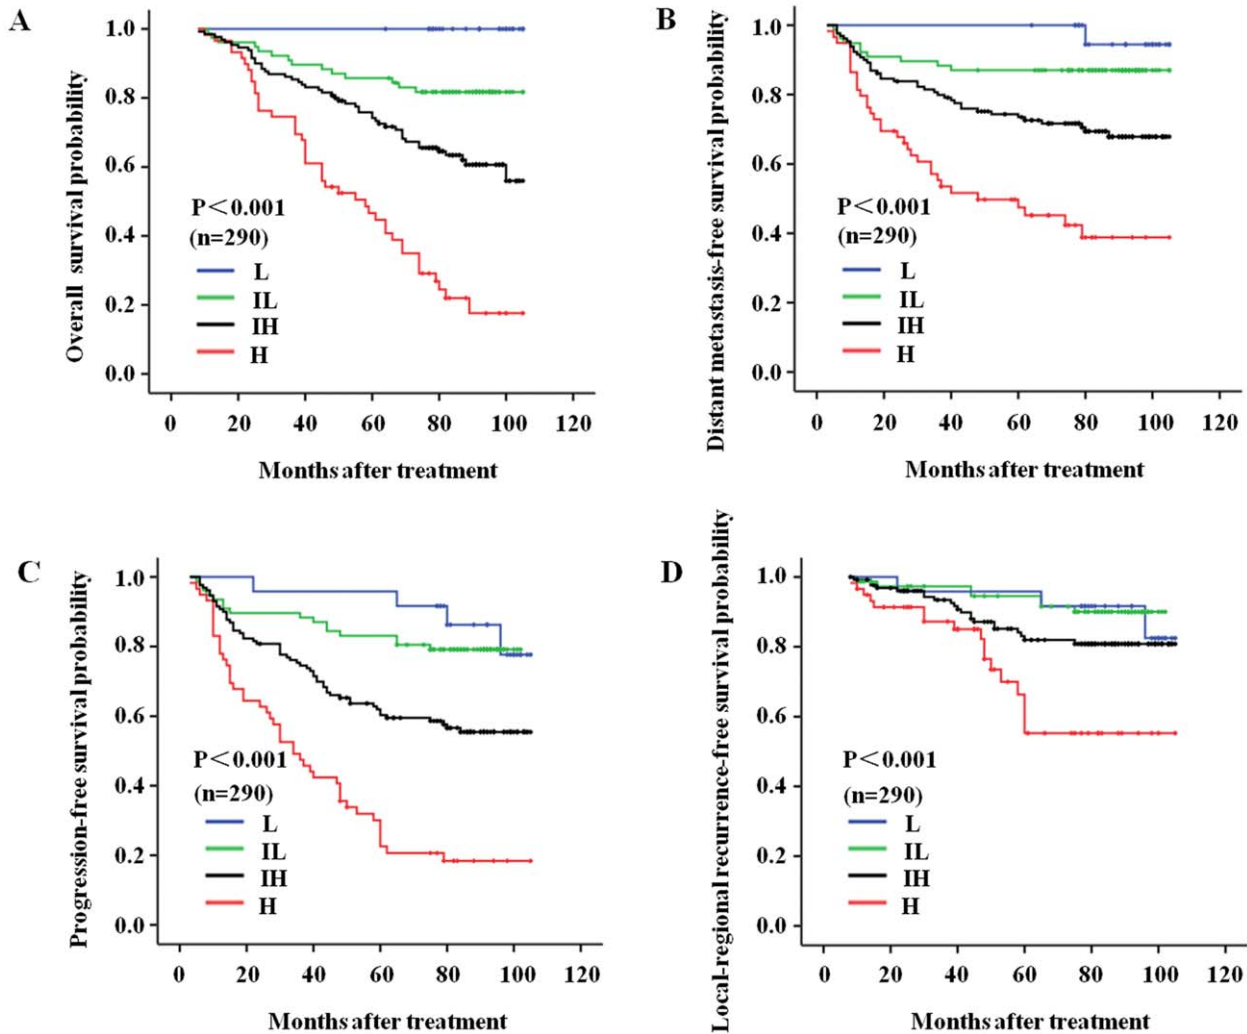 A
Overall survival probability
1.0
0.8
0.6
0.4
0.2
0.0
P<0.001
(n=290)
L
IL
IH
H
0 20 40 60 80 100 120
Months after treatment
B
Distant metastasis-free survival probability
1.0
0.8
0.6
0.4
0.2
0.0
P<0.001
(n=290)
L
IL
IH
H
0 20 40 60 80 100 120
Months after treatment
C
Progression-free survival probability
1.0
0.8
0.6
0.4
0.2
0.0
P<0.001
(n=290)
L
IL
IH
H
0 20 40 60 80 100 120
Months after treatment
D
Local-regional recurrence-free survival probability
1.0
0.8
0.6
0.4
0.2
0.0
P<0.001
(n=290)
L
IL
IH
H
0 20 40 60 80 100 120
Months after treatment